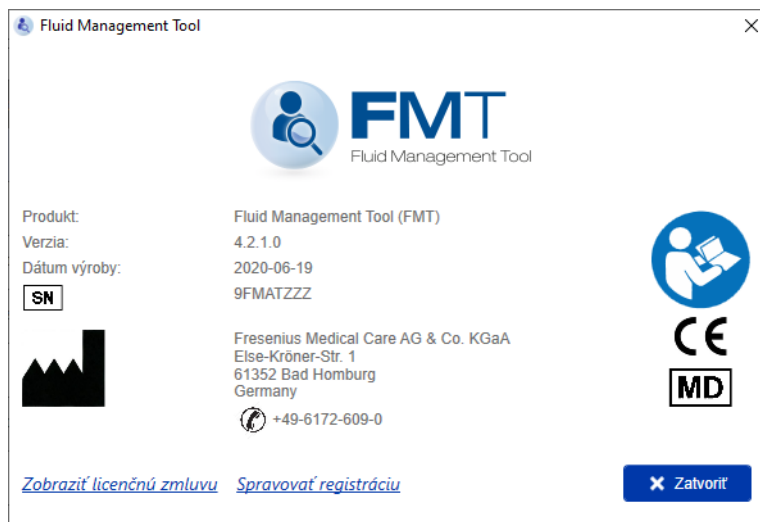 Fluid Management Tool
FMT
Fluid Management Tool
Produkt: Fluid Management Tool (FMT)
Verzia: 4.2.1.0
Dátum výroby: 2020-06-19
SN 9FMATZZZ
Fresenius Medical Care AG & Co. KGaA
Else-Kröner-Str. 1
61352 Bad Homburg
Germany
+49-6172-609-0
CE
MD
Zobraziť licenčnú zmluvu Spravovať registráciu Zatvoriť